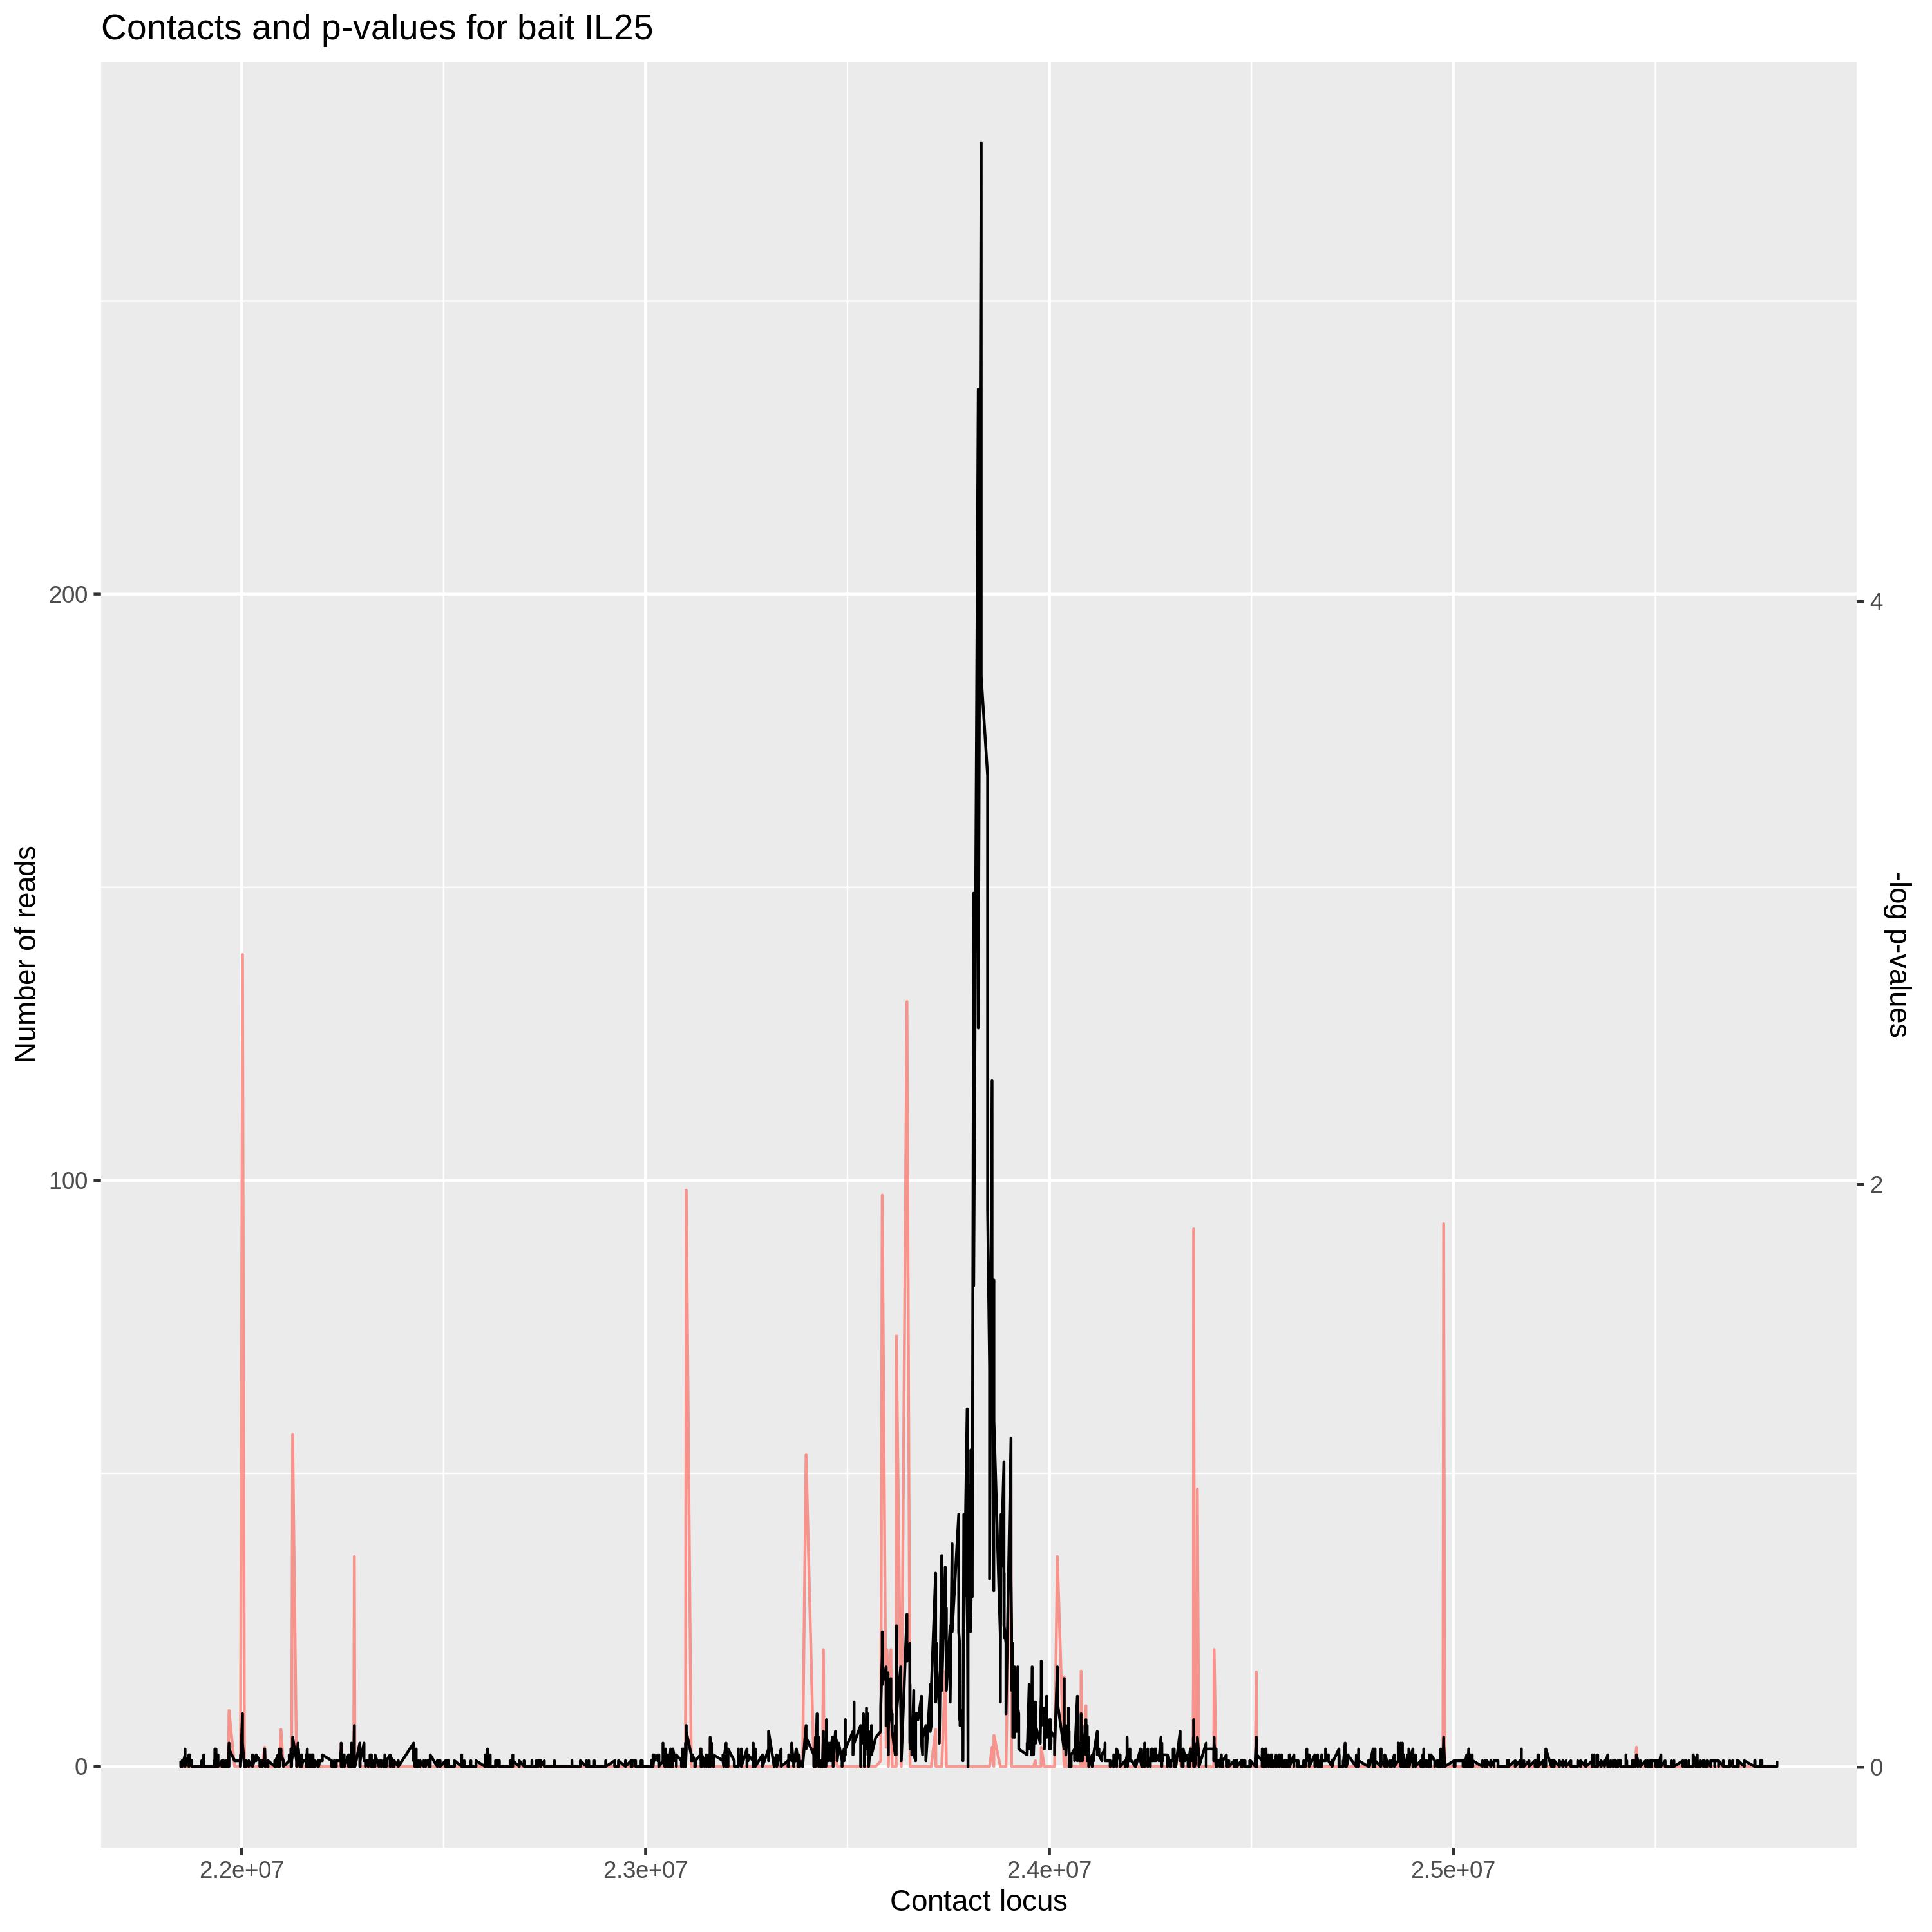 Contacts and p-values for bait IL25
200
100
0
Number of reads
4
2
0
-log p-values
2.2e+07
2.3e+07
2.4e+07
2.5e+07
Contact locus